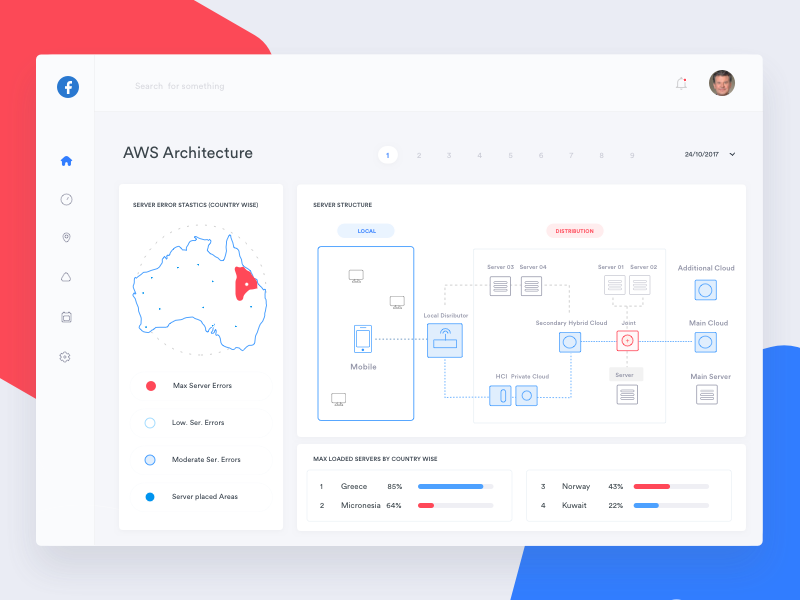 f
Search for something
AWS Architecture
1 2 3 4 5 6 7 8 9
24/10/2017
SERVER ERROR STASTICS (COUNTRY WISE)
Max Server Errors
Low. Ser. Errors
Moderate Ser. Errors
Server placed Areas
SERVER STRUCTURE
LOCAL
DISTRIBUTION
Server 03 Server 04
Server 01 Server 02
Additional Cloud
Local Disributor
Secondary Hybrid Cloud
Joint
Main Cloud
Mobile
HCI Private Cloud
Server
Main Server
MAX LOADED SERVERS BY COUNTRY WISE
1 Greece 85%
2 Micronesia 64%
3 Norway 43%
4 Kuwait 22%